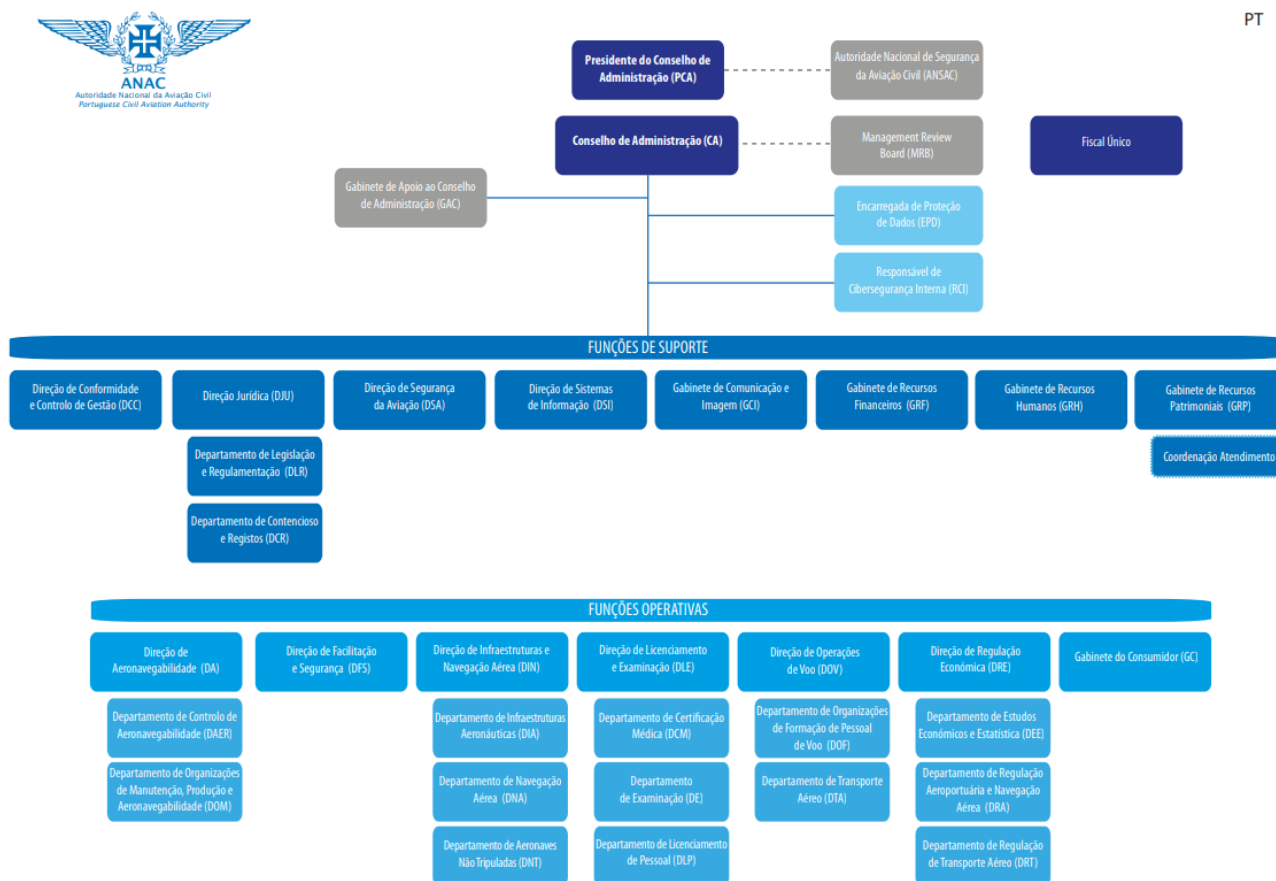 PT
ANAC
Autoridade Nacional da Aviação Civil
Portuguese Civil Aviation Authority
Presidente do Conselho de
Administração (PCA)
Autoridade Nacional de Segurança
da Aviação Civil (ANSAC)
Conselho de Administração (CA)
Management Review
Board (MRB)
Fiscal Único
Gabinete de Apoio ao Conselho
de Administração (GAC)
Encarregada de Proteção
de Dados (EPD)
Responsável de
Cibersegurança Interna (RCI)
FUNÇÕES DE SUPORTE
Direção de Conformidade
e Controlo de Gestão (DCC)
Direção Jurídica (DJU)
Direção de Segurança
da Aviação (DSA)
Direção de Sistemas
de Informação (DSI)
Gabinete de Comunicação e
Imagem (GCI)
Gabinete de Recursos
Financeiros (GRF)
Gabinete de Recursos
Humanos (GRH)
Gabinete de Recursos
Patrimoniais (GRP)
Departamento de Legislação
e Regulamentação (DLR)
Coordenação Atendimento
Departamento de Contencioso
e Registos (DCR)
FUNÇÕES OPERATIVAS
Direção de
Aeronavegabilidade (DA)
Direção de Facilitação
e Segurança (DFS)
Direção de Infraestruturas e
Navegação Aérea (DIN)
Direção de Licenciamento
e Examinação (DLE)
Direção de Operações
de Voo (DOV)
Direção de Regulação
Económica (DRE)
Gabinete do Consumidor (GC)
Departamento de Controlo de
Aeronavegabilidade (DAER)
Departamento de Infraestruturas
Aeronáuticas (DIA)
Departamento de Certificação
Médica (DCM)
Departamento de Organizações
de Formação de Pessoal
de Voo (DOF)
Departamento de Estudos
Económicos e Estatística (DEE)
Departamento de Organizações
de Manutenção, Produção e
Aeronavegabilidade (DOM)
Departamento de Navegação
Aérea (DNA)
Departamento
de Examinação (DE)
Departamento de Transporte
Aéreo (DTA)
Departamento de Regulação
Aeroportuária e Navegação
Aérea (DRA)
Departamento de Aeronaves
Não Tripuladas (DNT)
Departamento de Licenciamento
de Pessoal (DLP)
Departamento de Regulação
de Transporte Aéreo (DRT)